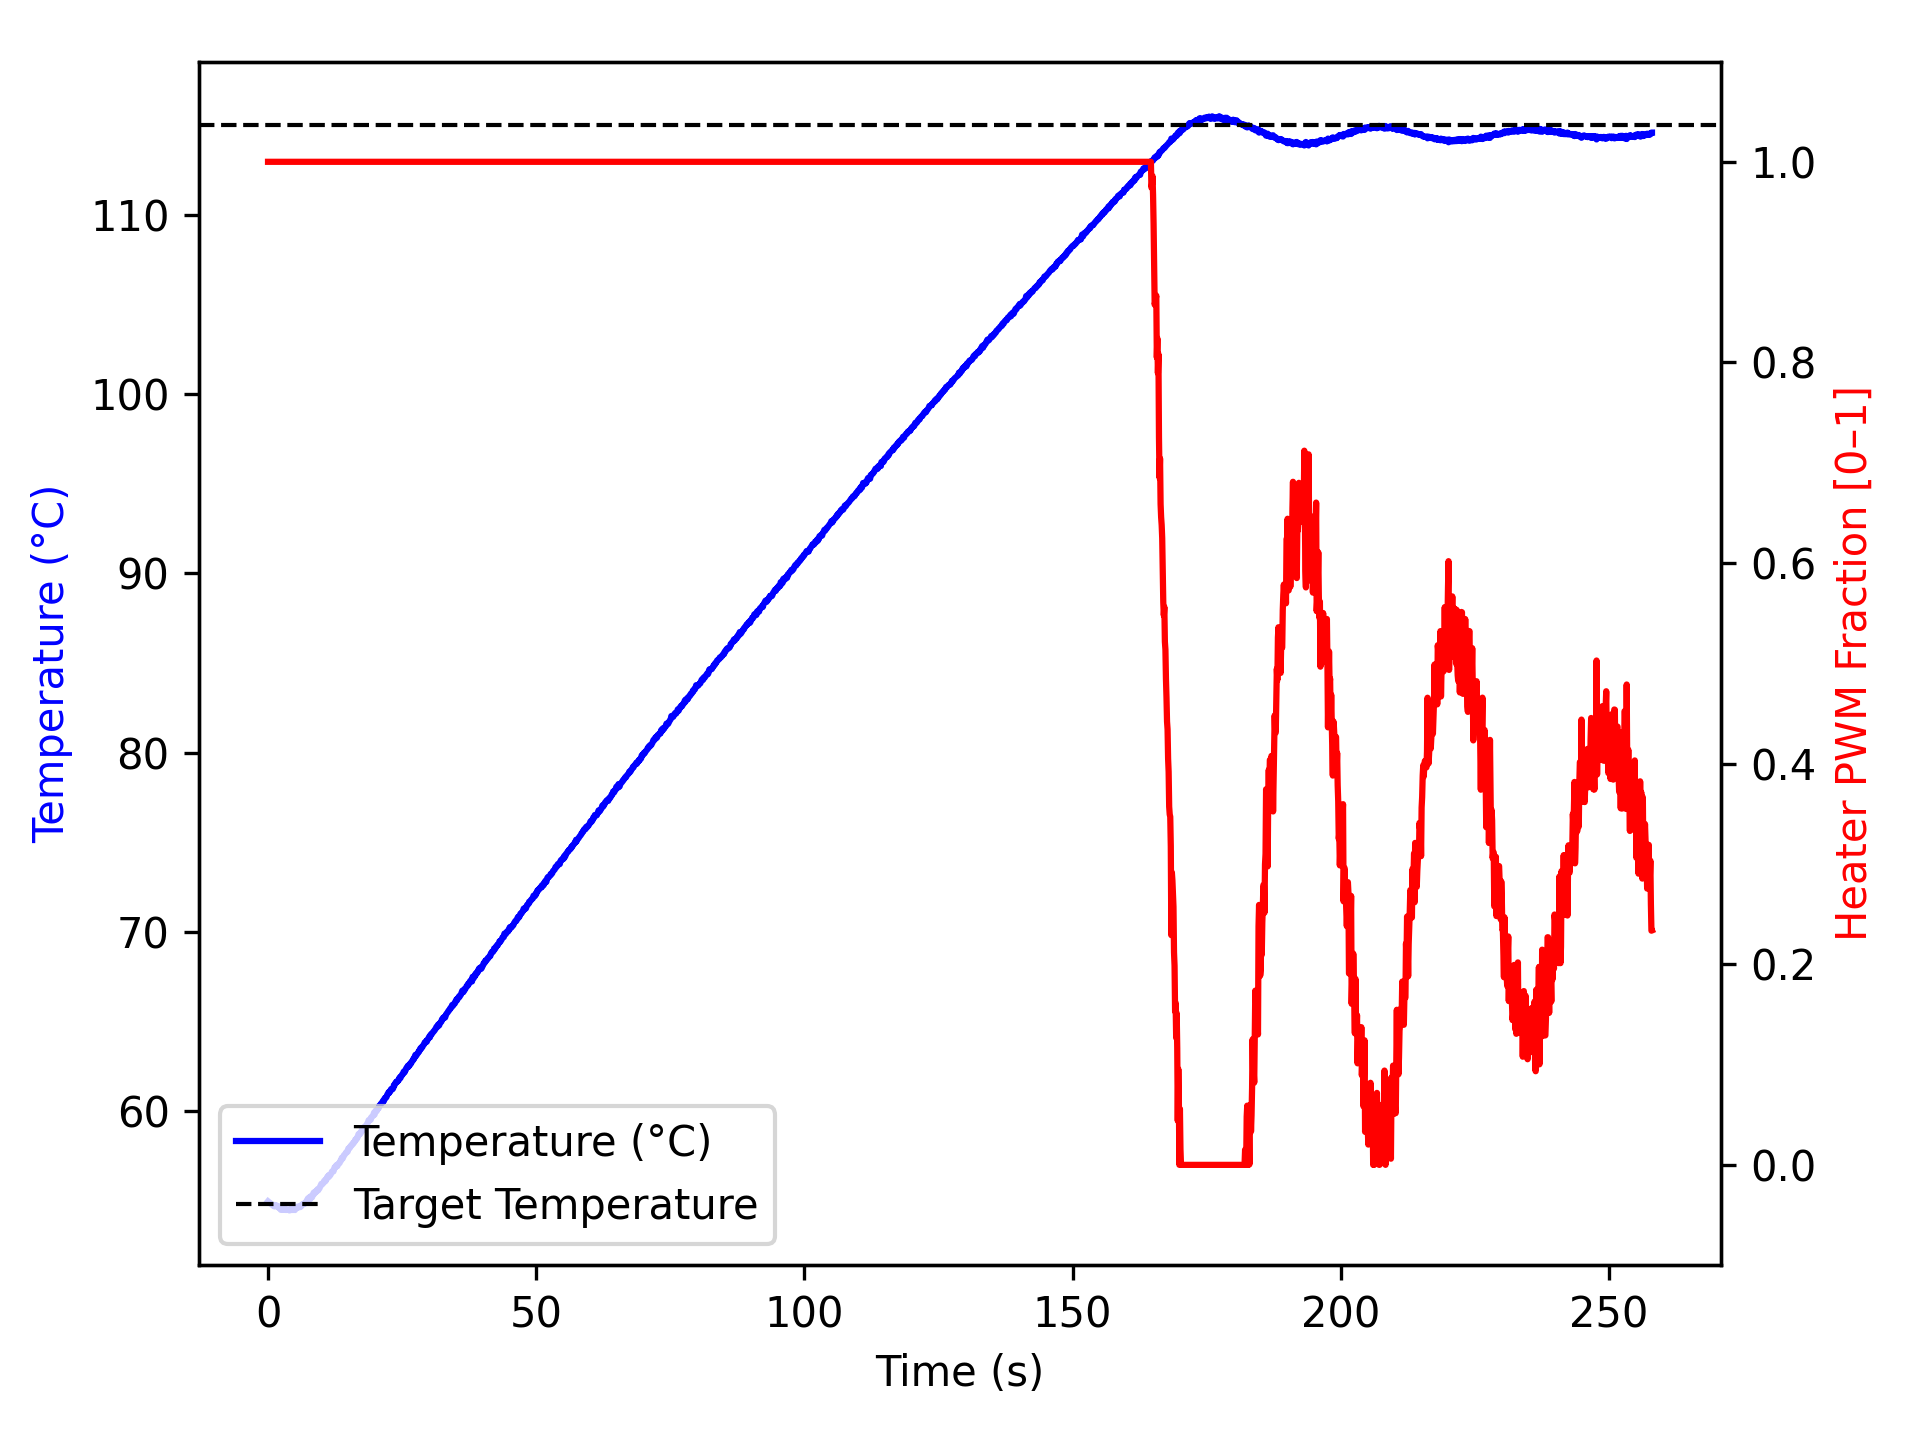 Temperature (°C)
110
100
90
80
70
60
1.0
0.8
0.6
0.4
0.2
0.0
Heater PWM Fraction [0–1]
Temperature (°C)
Target Temperature
0 50 100 150 200 250
Time (s)